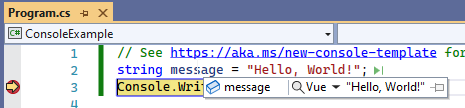 Program.cs
ConsoleExample
1 // See https://aka.ms/new-console-template for
2 string message = "Hello, World!";
3 Console.Wri
message Vue "Hello, World!"
4